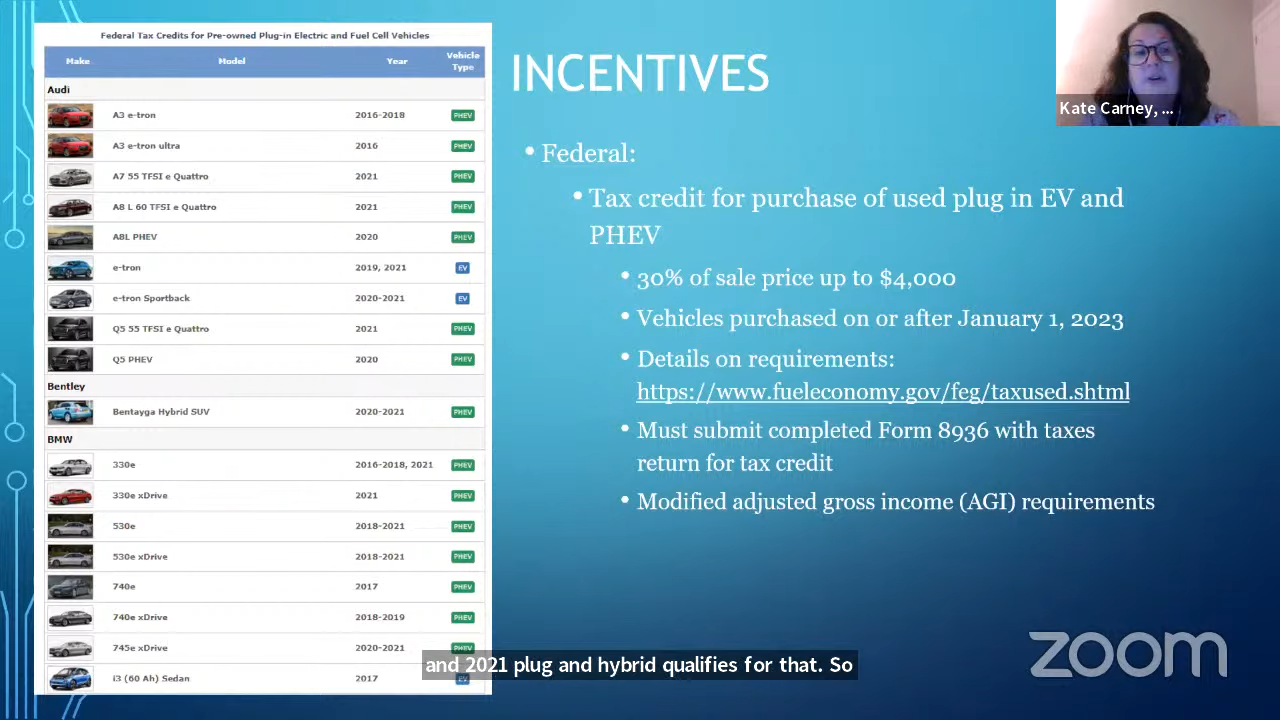 Federal Tax Credits for Pre-owned Plug-in Electric and Fuel Cell Vehicles
Make Model Year Vehicle Type
Audi
A3 e-tron 2016-2018 PHEV
A3 e-tron ultra 2016 PHEV
A7 55 TFSI e Quattro 2021 PHEV
A8 L 60 TFSI e Quattro 2021 PHEV
A8L PHEV 2020 PHEV
e-tron 2019, 2021 EV
e-tron Sportback 2020-2021 EV
Q5 55 TFSI e Quattro 2021 PHEV
Q5 PHEV 2020 PHEV
Bentley
Bentayga Hybrid SUV 2020-2021 PHEV
BMW
330e 2016-2018, 2021 PHEV
330e xDrive 2021 PHEV
530e 2018-2021 PHEV
530e xDrive 2018-2021 PHEV
740e 2017 PHEV
740e xDrive 2018-2019 PHEV
745e xDrive 2020-2021 PHEV
i3 (60 Ah) Sedan 2017 EV
INCENTIVES
• Federal:
• Tax credit for purchase of used plug in EV and
PHEV
• 30% of sale price up to $4,000
• Vehicles purchased on or after January 1, 2023
• Details on requirements:
https://www.fueleconomy.gov/feg/taxused.shtml
• Must submit completed Form 8936 with taxes
return for tax credit
• Modified adjusted gross income (AGI) requirements
Kate Carney, ...
and 2021 plug and hybrid qualifies for that. So
zoom